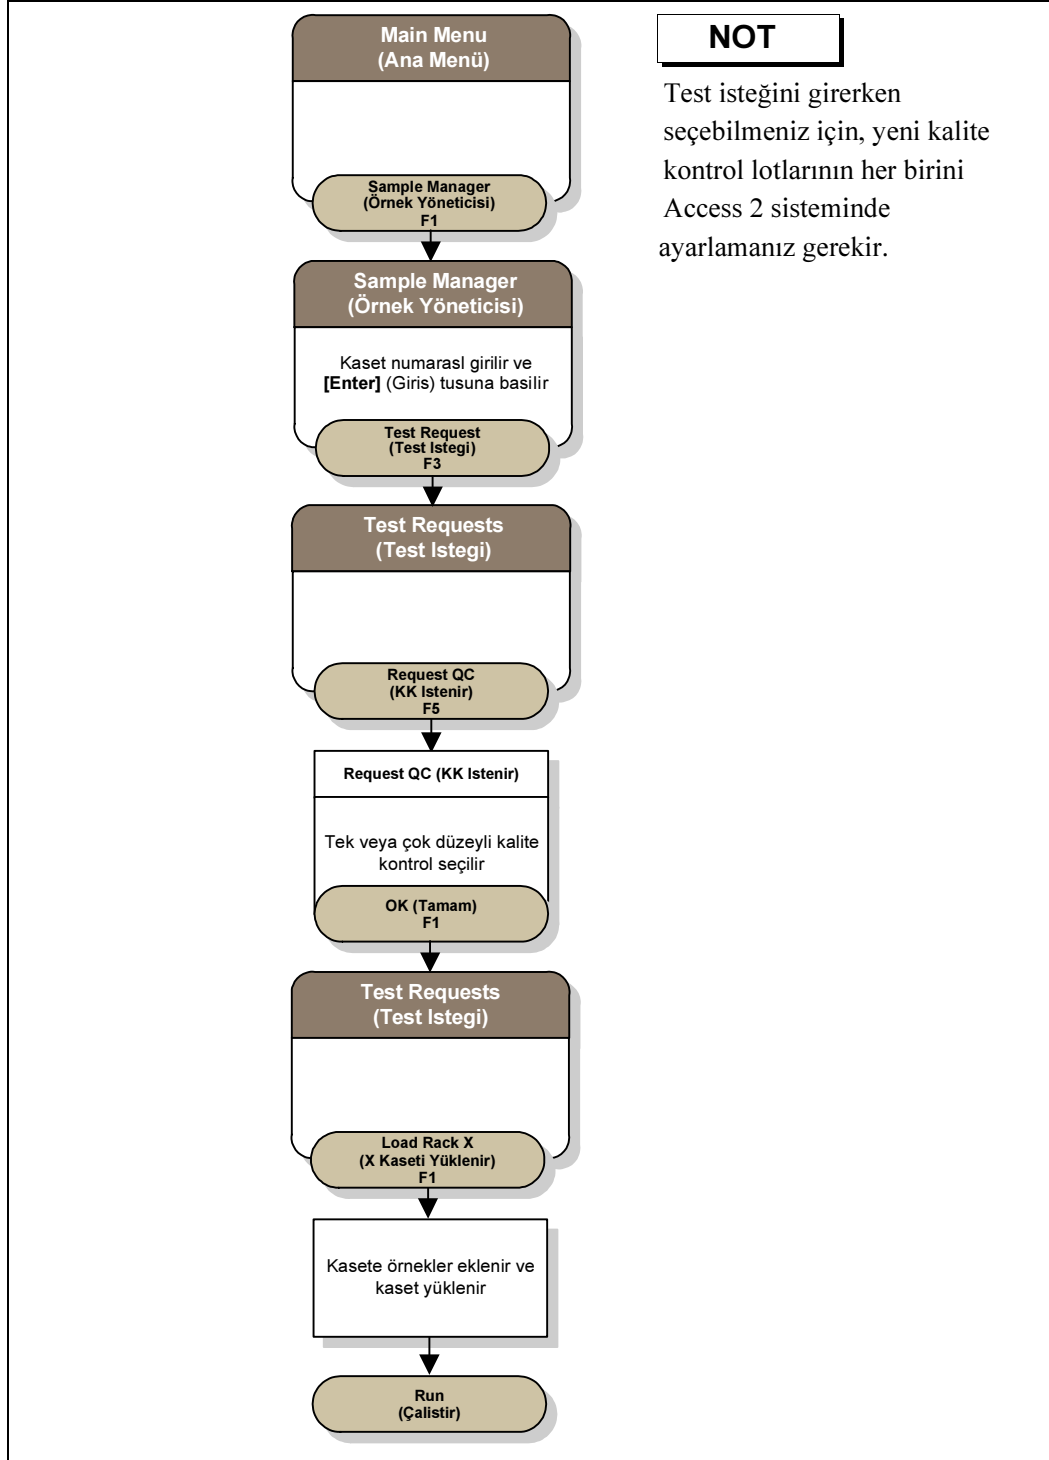 Main Menu
(Ana Menü)
Sample Manager
(Örnek Yöneticisi)
F1
Sample Manager
(Örnek Yöneticisi)
Kaset numarasl girilir ve
[Enter] (Giris) tusuna basilir
Test Request
(Test Istegi)
F3
Test Requests
(Test Istegi)
Request QC
(KK Istenir)
F5
Request QC (KK Istenir)
Tek veya çok düzeyli kalite
kontrol seçilir
OK (Tamam)
F1
Test Requests
(Test Istegi)
Load Rack X
(X Kaseti Yüklenir)
F1
Kasete örnekler eklenir ve
kaset yüklenir
Run
(Çalistir)
NOT
Test isteğini girerken
seçebilmeniz için, yeni kalite
kontrol lotlarının her birini
Access 2 sisteminde
ayarlamanız gerekir.